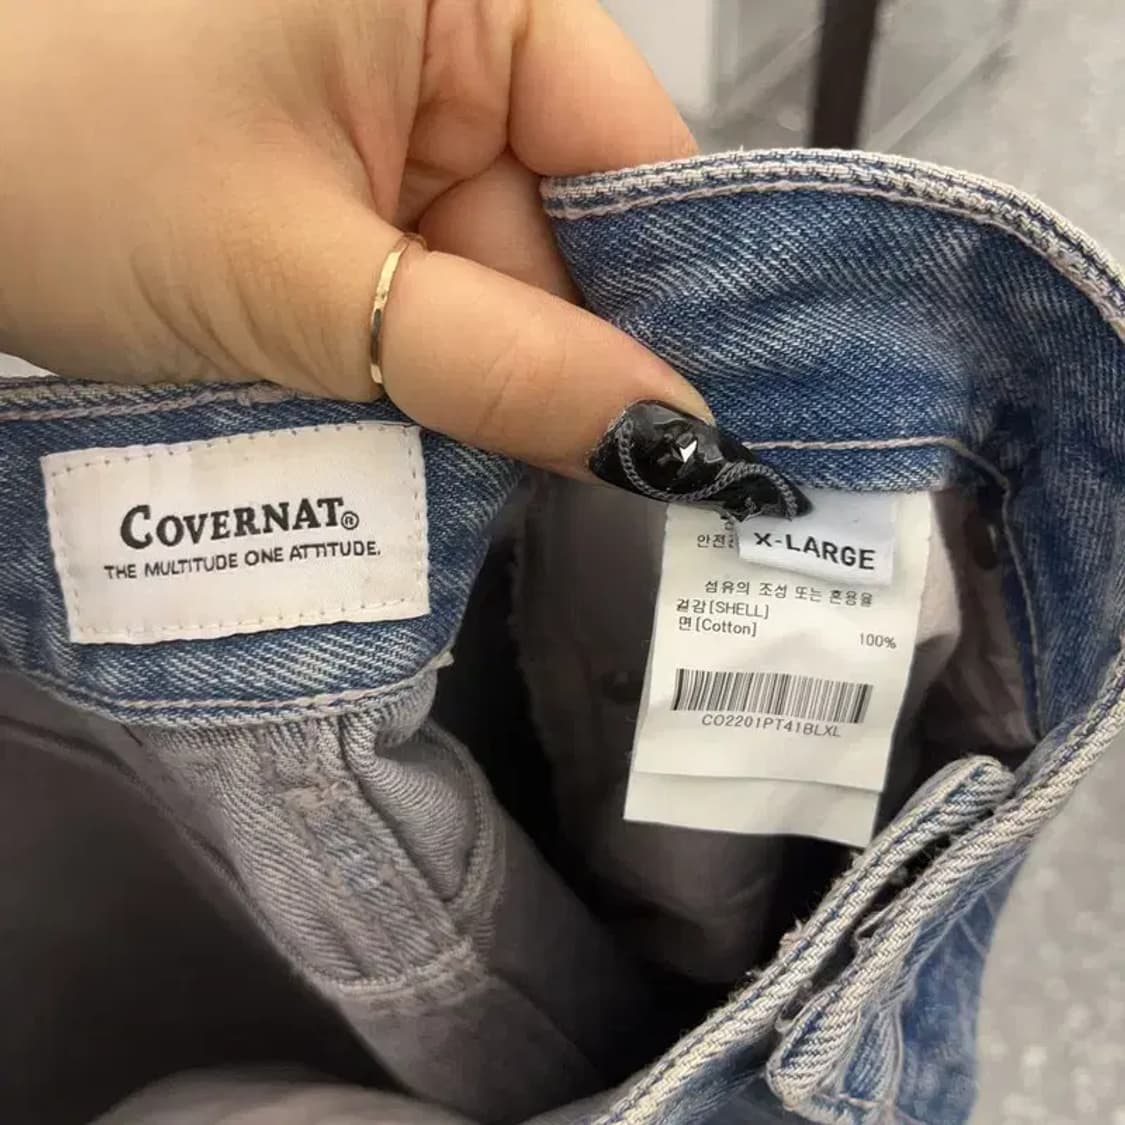 COVERNAT®
THE MULTITUDE ONE ATTITUDE.
안전
X-LARGE
섬유의 조성 또는 혼용율
겉감[SHELL]
면[Cotton] 100%
CO2201PT41BLXL